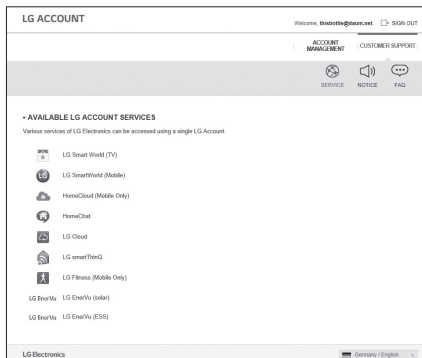 LG ACCOUNT
Welcome, thisbottle@daum.net SIGN OUT
ACCOUNT MANAGEMENT
CUSTOMER SUPPORT
SERVICE NOTICE FAQ
AVAILABLE LG ACCOUNT SERVICES
Various services of LG Electronics can be accessed using a single LG Account.
LG Smart World (TV)
LG SmartWorld (Mobile)
HomeCloud (Mobile Only)
HomeChat
LG Cloud
LG smartThinQ
LG Fitness (Mobile Only)
LG EnerVu LG EnerVu (solar)
LG EnerVu LG EnerVu (ESS)
LG Electronics Germany / English